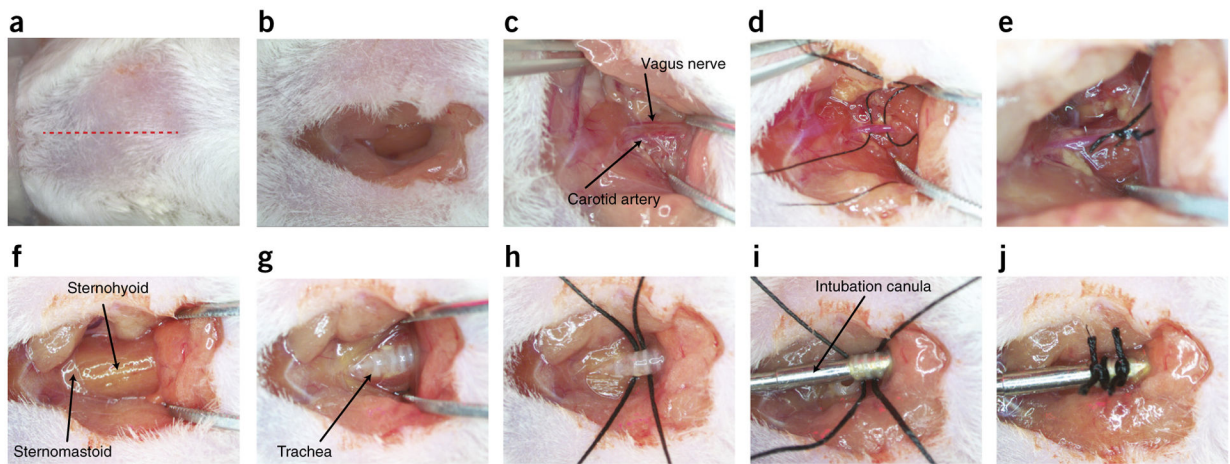 a
b
c
d
e
Vagus nerve
Carotid artery
f
g
h
i
j
Sternohyoid
Intubation canula
Sternomastoid
Trachea